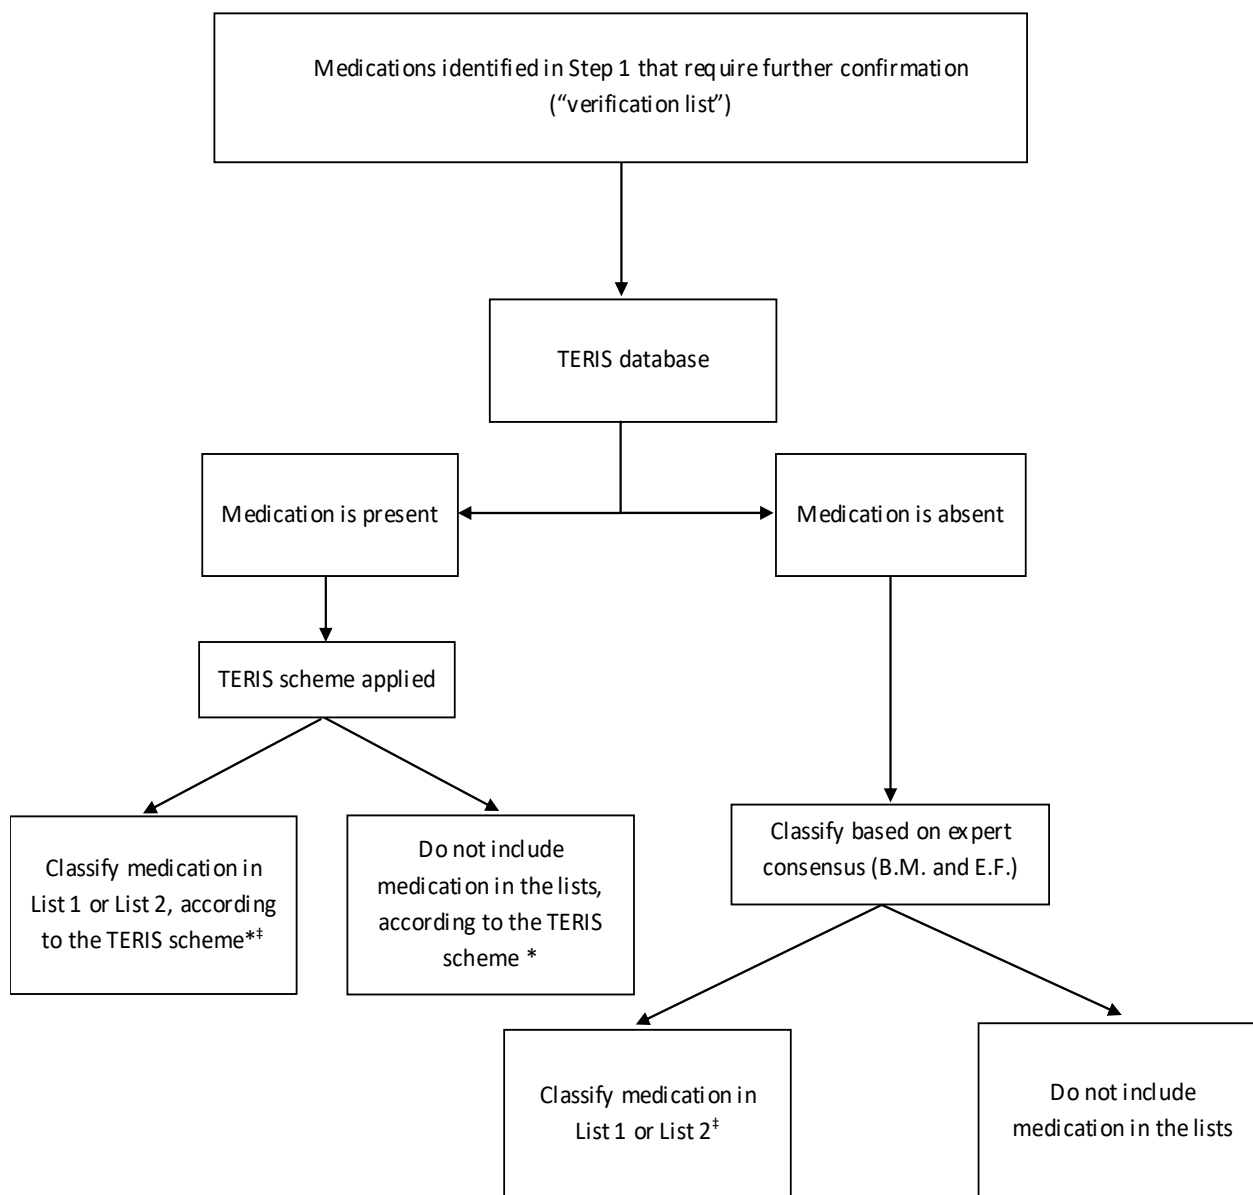 Medications identified in Step 1 that require further confirmation
(“verification list”)
TERIS database
Medication is present
Medication is absent
TERIS scheme applied
Classify medication in
List 1 or List 2, according
to the TERIS scheme*‡
Do not include
medication in the lists,
according to the TERIS
scheme *
Classify based on expert
consensus (B.M. and E.F.)
Classify medication in
List 1 or List 2‡
Do not include
medication in the lists